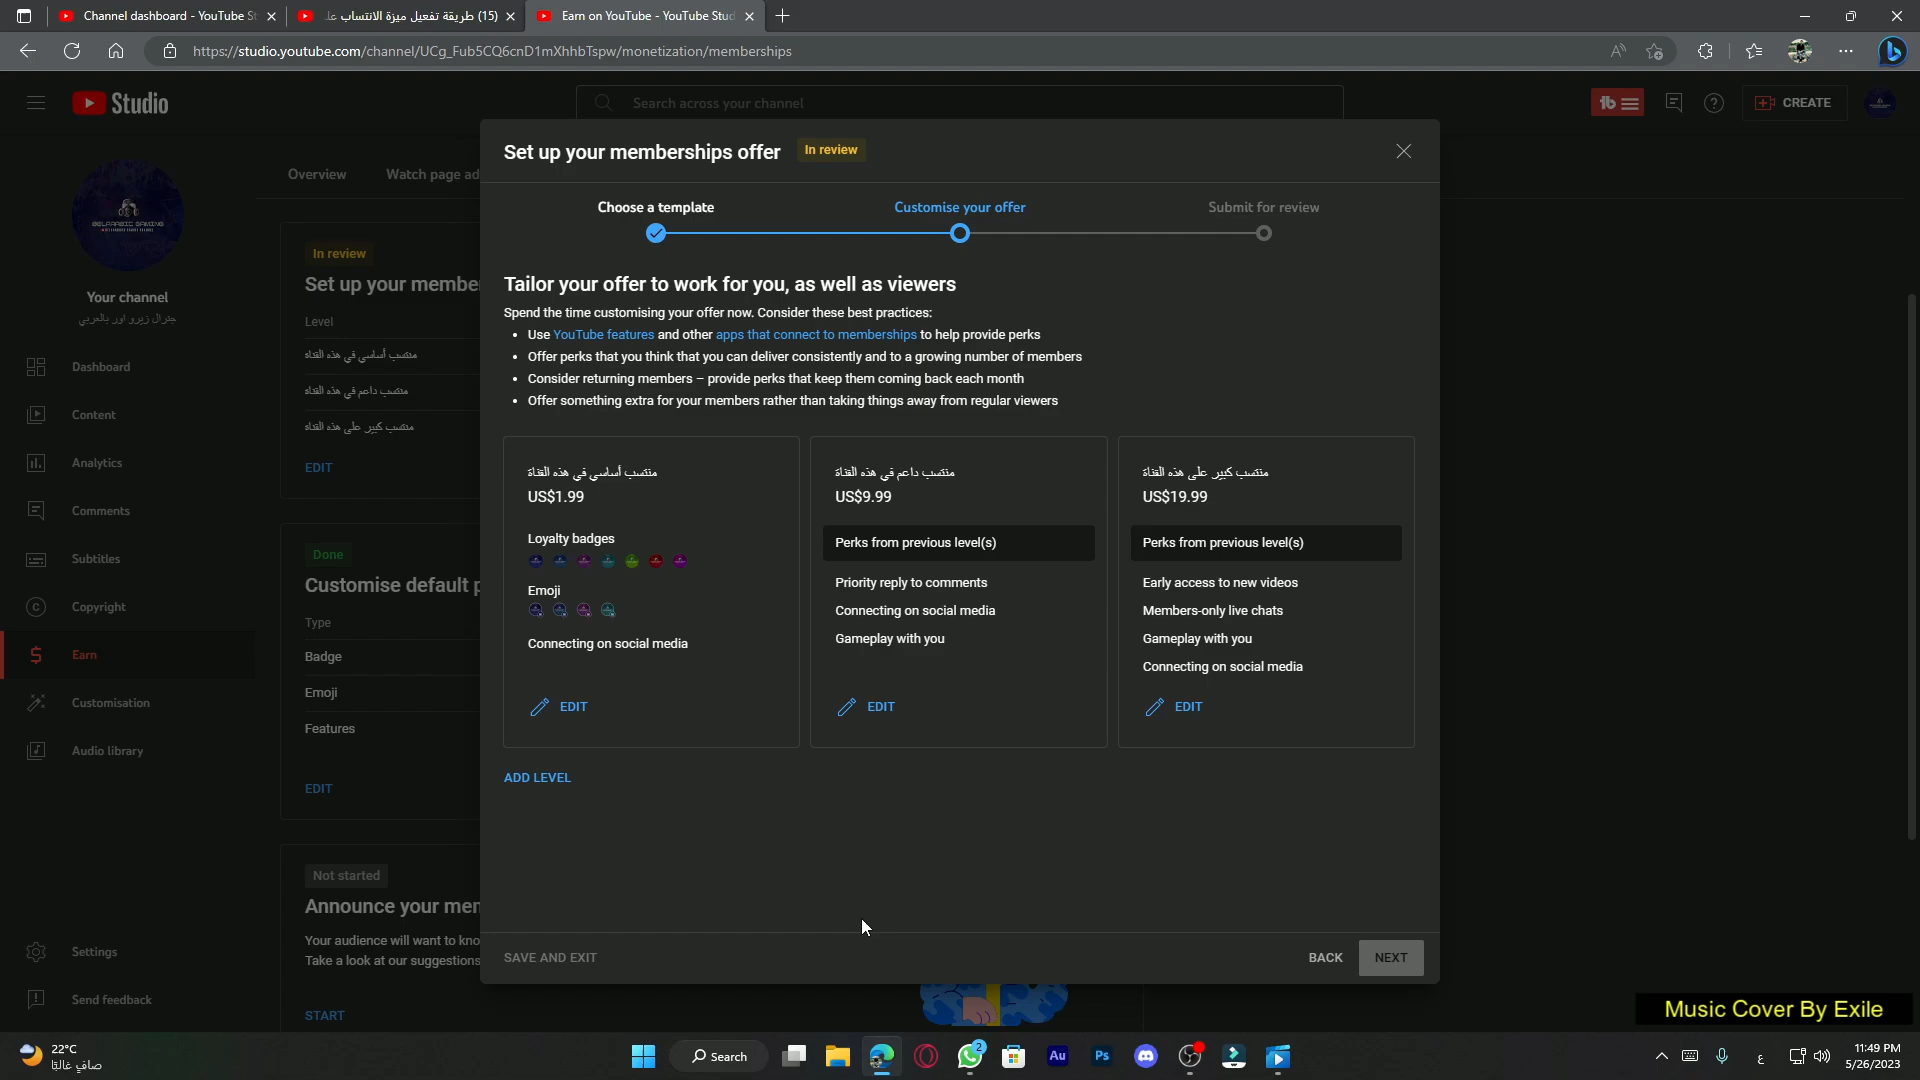 Channel dashboard - YouTube St
(15) طريقة تفعيل ميزة الانتساب عل
Earn on YouTube - YouTube Stud
https://studio.youtube.com/channel/UCg_Fub5CQ6cnD1mXhhbTspw/monetization/memberships
Studio
Search across your channel
CREATE
Set up your memberships offer
In review
Overview
Watch page ad
Choose a template
Customise your offer
Submit for review
In review
Set up your membe
Tailor your offer to work for you, as well as viewers
Your channel
جنرال زيرو اور بالعربي
Level
Spend the time customising your offer now. Consider these best practices:
• Use YouTube features and other apps that connect to memberships to help provide perks
منتسب أساسي في هذه القناة
• Offer perks that you think that you can deliver consistently and to a growing number of members
Dashboard
• Consider returning members – provide perks that keep them coming back each month
منتسب داعم في هذه القناة
• Offer something extra for your members rather than taking things away from regular viewers
Content
منتسب كبير على هذه القناة
Analytics
EDIT
منتسب أساسي في هذه القناة
US$1.99
Loyalty badges
Emoji
Connecting on social media
EDIT
منتسب داعم في هذه القناة
US$9.99
Perks from previous level(s)
Priority reply to comments
Connecting on social media
Gameplay with you
EDIT
منتسب كبير على هذه القناة
US$19.99
Perks from previous level(s)
Early access to new videos
Members-only live chats
Gameplay with you
Connecting on social media
EDIT
Comments
Subtitles
Copyright
Earn
Customisation
Audio library
Done
Customise default p
Type
Badge
Emoji
Features
EDIT
ADD LEVEL
Not started
Announce your mem
Your audience will want to kno
Take a look at our suggestions
START
Settings
Send feedback
SAVE AND EXIT
BACK
NEXT
Music Cover By Exile
22°C
صافٍ غالبًا
Search
2
Au
Ps
ع
11:49 PM
5/26/2023